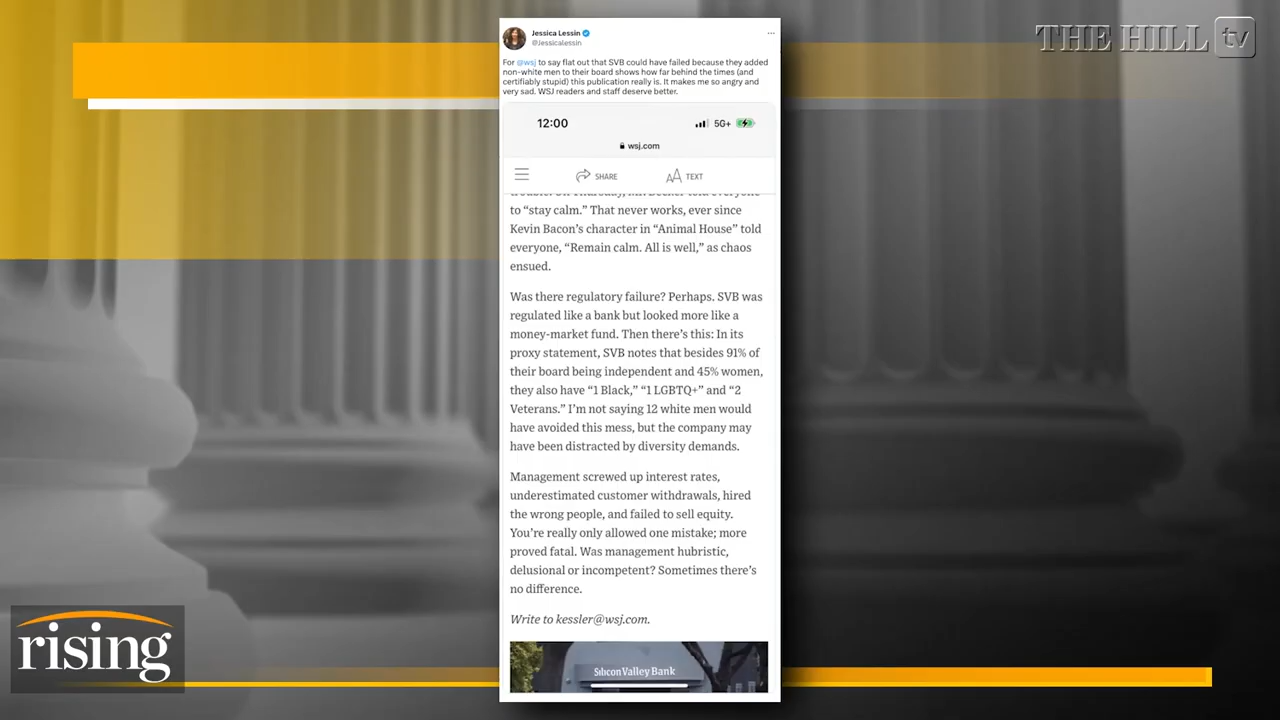 THE HILL tv
Jessica Lessin
@Jessicalessin
For @wsj to say flat out that SVB could have failed because they added
non-white men to their board shows how far behind the times (and
certifiably stupid) this publication really is. It makes me so angry and
very sad. WSJ readers and staff deserve better.
12:00
5G+
wsj.com
SHARE
AA TEXT
to “stay calm.” That never works, ever since
Kevin Bacon’s character in “Animal House” told
everyone, “Remain calm. All is well,” as chaos
ensued.
Was there regulatory failure? Perhaps. SVB was
regulated like a bank but looked more like a
money-market fund. Then there’s this: In its
proxy statement, SVB notes that besides 91% of
their board being independent and 45% women,
they also have “1 Black,” “1 LGBTQ+” and “2
Veterans.” I’m not saying 12 white men would
have avoided this mess, but the company may
have been distracted by diversity demands.
Management screwed up interest rates,
underestimated customer withdrawals, hired
the wrong people, and failed to sell equity.
You’re really only allowed one mistake; more
proved fatal. Was management hubristic,
delusional or incompetent? Sometimes there’s
no difference.
Write to kessler@wsj.com.
Silicon Valley Bank
rising